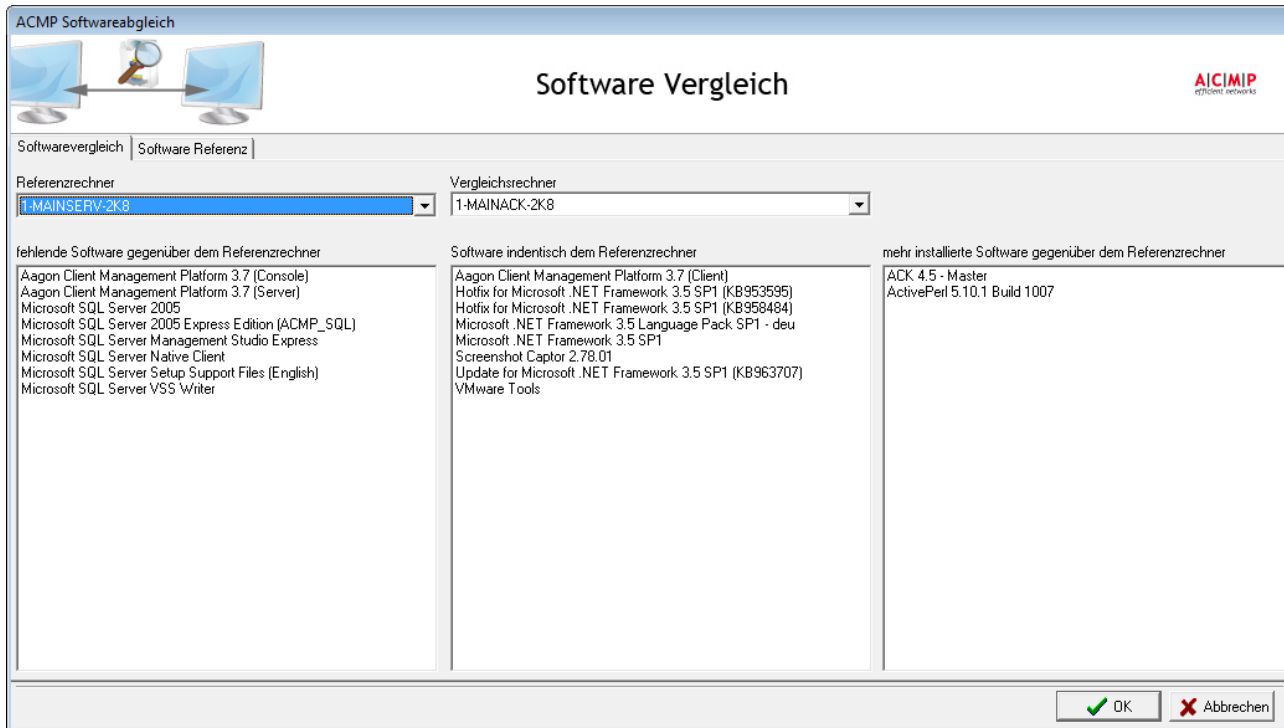 ACMP Softwareabgleich
Software Vergleich
A|C|M|P
efficient networks
Softwarevergleich
Software Referenz
Referenzrechner
1-MAINSERV-2K8
Vergleichsrechner
1-MAINACK-2K8
fehlende Software gegenüber dem Referenzrechner
Aagon Client Management Platform 3.7 (Console)
Aagon Client Management Platform 3.7 (Server)
Microsoft SQL Server 2005
Microsoft SQL Server 2005 Express Edition (ACMP_SQL)
Microsoft SQL Server Management Studio Express
Microsoft SQL Server Native Client
Microsoft SQL Server Setup Support Files (English)
Microsoft SQL Server VSS Writer
Software indentisch dem Referenzrechner
Aagon Client Management Platform 3.7 (Client)
Hotfix for Microsoft .NET Framework 3.5 SP1 (KB953595)
Hotfix for Microsoft .NET Framework 3.5 SP1 (KB958484)
Microsoft .NET Framework 3.5 Language Pack SP1 - deu
Microsoft .NET Framework 3.5 SP1
Screenshot Captor 2.78.01
Update for Microsoft .NET Framework 3.5 SP1 (KB963707)
VMware Tools
mehr installierte Software gegenüber dem Referenzrechner
ACK 4.5 - Master
ActivePerl 5.10.1 Build 1007
OK
Abbrechen